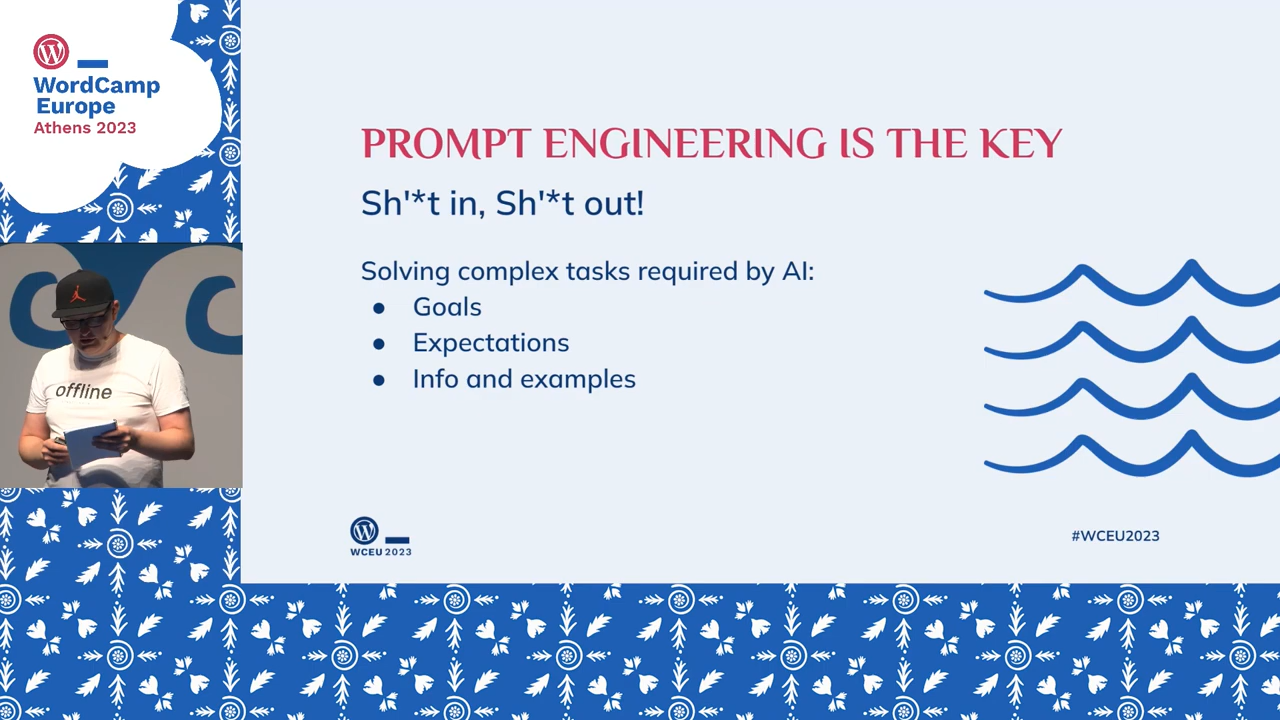 WordCamp
Europe
Athens 2023
PROMPT ENGINEERING IS THE KEY
Sh'*t in, Sh'*t out!
Solving complex tasks required by AI:
● Goals
● Expectations
● Info and examples
offline
WCEU 2023
#WCEU2023